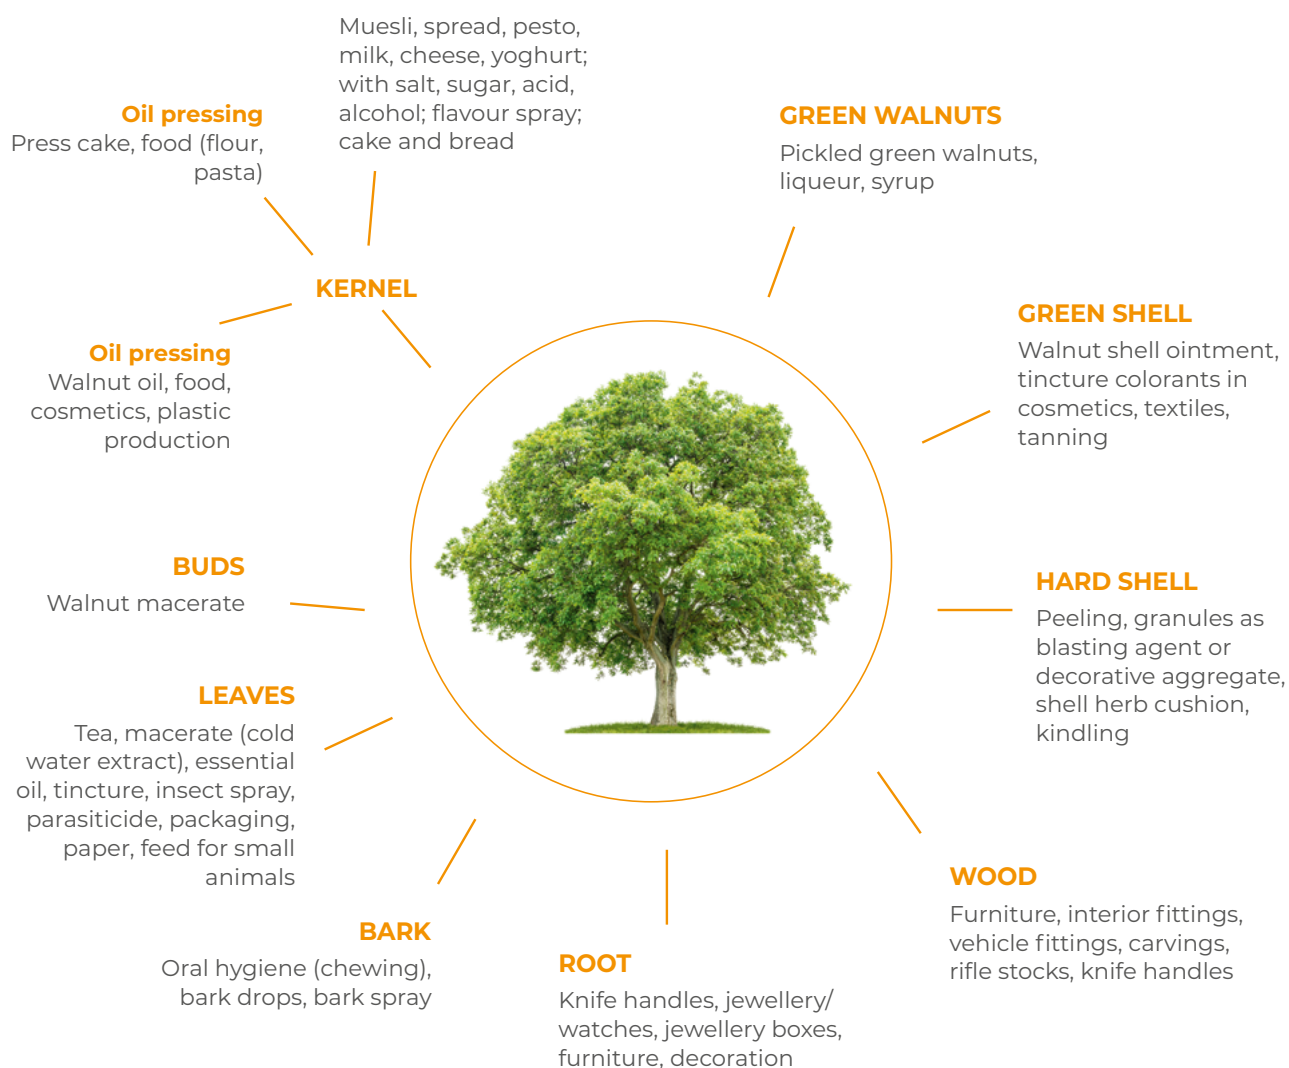 Muesli, spread, pesto,
milk, cheese, yoghurt;
with salt, sugar, acid,
alcohol; flavour spray;
cake and bread
Oil pressing
Press cake, food (flour,
pasta)
KERNEL
Oil pressing
Walnut oil, food,
cosmetics, plastic
production
BUDS
Walnut macerate
LEAVES
Tea, macerate (cold
water extract), essential
oil, tincture, insect spray,
parasiticide, packaging,
paper, feed for small
animals
BARK
Oral hygiene (chewing),
bark drops, bark spray
ROOT
Knife handles, jewellery/
watches, jewellery boxes,
furniture, decoration
GREEN WALNUTS
Pickled green walnuts,
liqueur, syrup
GREEN SHELL
Walnut shell ointment,
tincture colorants in
cosmetics, textiles,
tanning
HARD SHELL
Peeling, granules as
blasting agent or
decorative aggregate,
shell herb cushion,
kindling
WOOD
Furniture, interior fittings,
vehicle fittings, carvings,
rifle stocks, knife handles